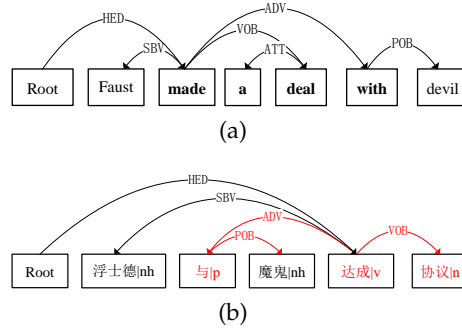 HED
ADV
SBV
VOB
ATT
POB
Root Faust made a deal with devil
(a)
HED
SBV
ADV
VOB
POB
Root 浮士德|nh 与|p 魔鬼|nh 达成|v 协议|n
(b)